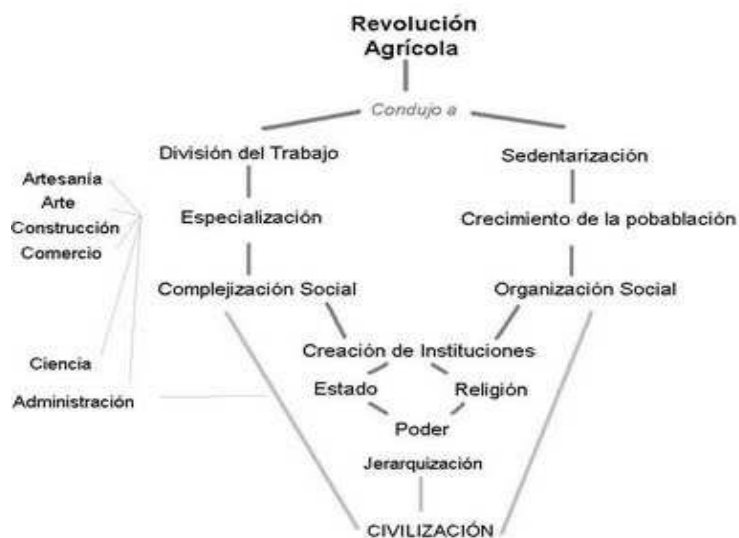 Revolución
Agrícola
Condujo a
División del Trabajo
Sedentarización
Artesanía
Arte
Construcción
Comercio
Especialización
Crecimiento de la pobablación
Complejización Social
Organización Social
Creación de Instituciones
Ciencia
Administración
Estado
Religión
Poder
Jerarquización
CIVILIZACIÓN